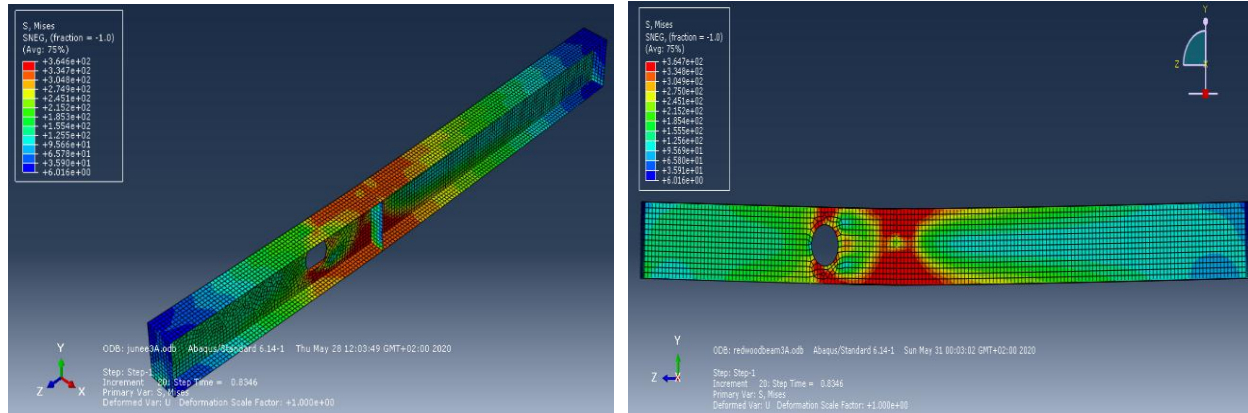 S, Mises
SNEG, (fraction = -1.0)
(Avg: 75%)
+3.646e+02
+3.347e+02
+3.048e+02
+2.749e+02
+2.451e+02
+2.152e+02
+1.853e+02
+1.554e+02
+1.255e+02
+9.566e+01
+6.578e+01
+3.590e+01
+6.016e+00
Y
Z
X
ODB: junee3A.odb Abaqus/Standard 6.14-1 Thu May 28 12:03:49 GMT+02:00 2020
Step: Step-1
Increment 20: Step Time = 0.8346
Primary Var: S, Mises
Deformed Var: U Deformation Scale Factor: +1.000e+00
S, Mises
SNEG, (fraction = -1.0)
(Avg: 75%)
+3.647e+02
+3.348e+02
+3.049e+02
+2.750e+02
+2.451e+02
+2.152e+02
+1.854e+02
+1.555e+02
+1.256e+02
+9.569e+01
+6.580e+01
+3.591e+01
+6.016e+00
Y
Z
X
Y
Z
X
ODB: redwoodbeam3A.odb Abaqus/Standard 6.14-1 Sun May 31 00:03:02 GMT+02:00 2020
Step: Step-1
Increment 20: Step Time = 0.8346
Primary Var: S, Mises
Deformed Var: U Deformation Scale Factor: +1.000e+00